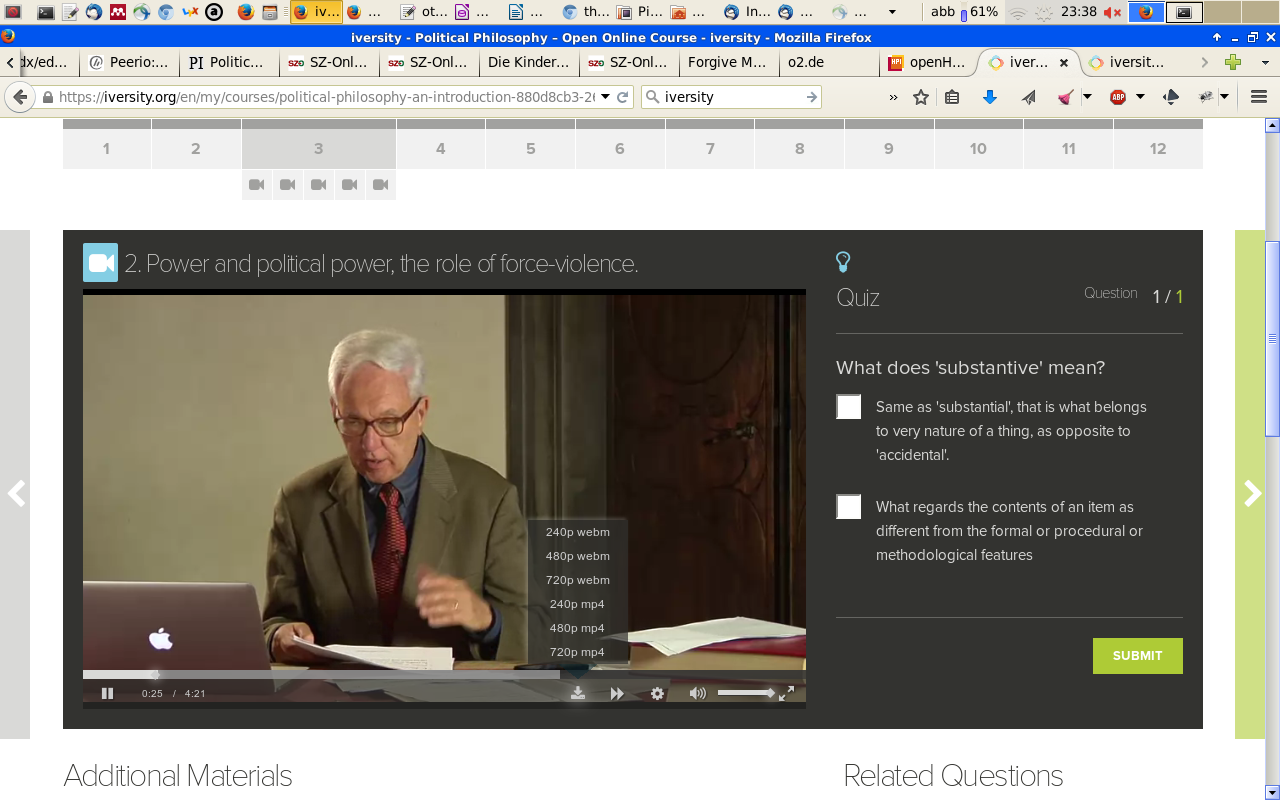 iv...
...
ot...
...
...
th...
Pi...
...
In...
...
...
abb 61% 23:38
iversity - Political Philosophy – Open Online Course - iversity - Mozilla Firefox
dx/ed...
Peerio:...
PI Politic...
sze SZ-Onl...
sze SZ-Onl...
Die Kinder...
sze SZ-Onl...
Forgive M...
o2.de
HPI openH...
iver...
iversit...
https://iversity.org/en/my/courses/political-philosophy-an-introduction-880d8cb3-26
iversity
ABP
1 2 3 4 5 6 7 8 9 10 11 12
2. Power and political power, the role of force-violence.
240p webm
480p webm
720p webm
240p mp4
480p mp4
720p mp4
0:25 / 4:21
Quiz
Question 1 / 1
What does 'substantive' mean?
Same as 'substantial', that is what belongs
to very nature of a thing, as opposite to
'accidental'.
What regards the contents of an item as
different from the formal or procedural or
methodological features
SUBMIT
Additional Materials
Related Questions